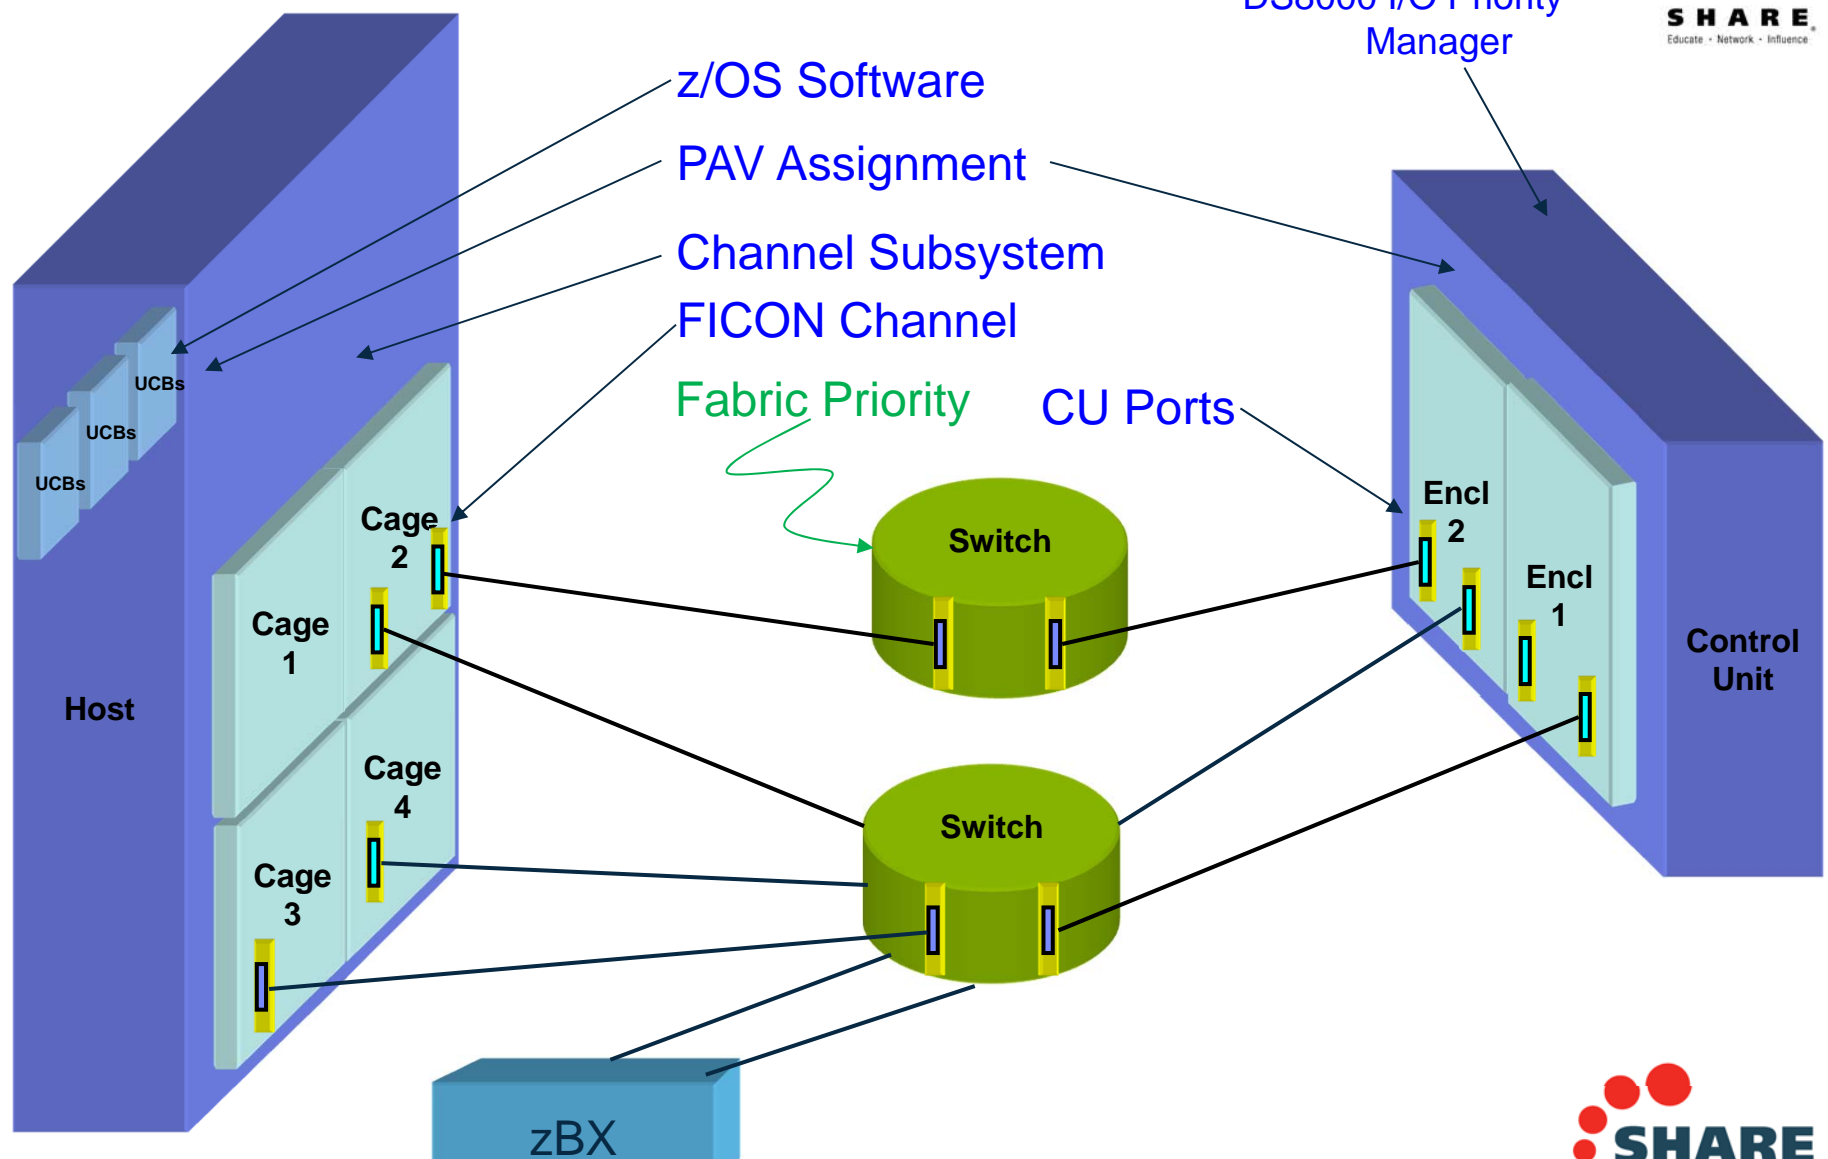 DS8000 I/O Priority
Manager
SHARE
Educate · Network · Influence
z/OS Software
PAV Assignment
Channel Subsystem
FICON Channel
Fabric Priority
CU Ports
UCBs
UCBs
UCBs
Cage
2
Cage
1
Cage
4
Cage
3
Host
Switch
Switch
Encl
2
Encl
1
Control
Unit
zBX
SHARE